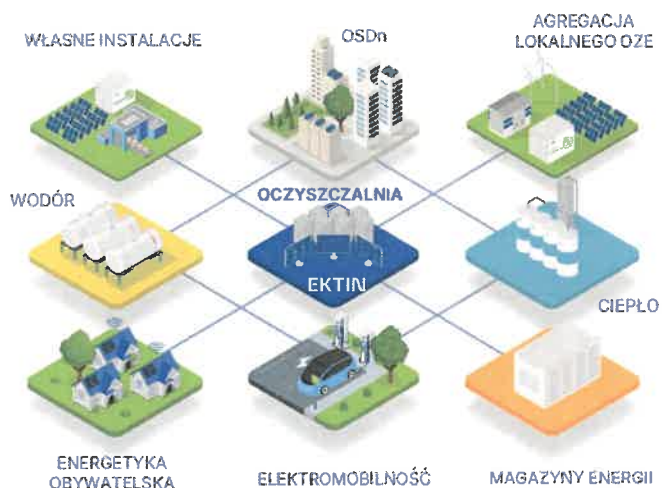 WŁASNE INSTALACJE
OSDn
AGREGACJA
LOKALNEGO OZE
WODÓR
OCZYSZCZALNIA
EKTIN
CIEPŁO
ENERGETYKA
OBYWATELSKA
ELEKTROMOBILNOŚĆ
MAGAZYNY ENERGII